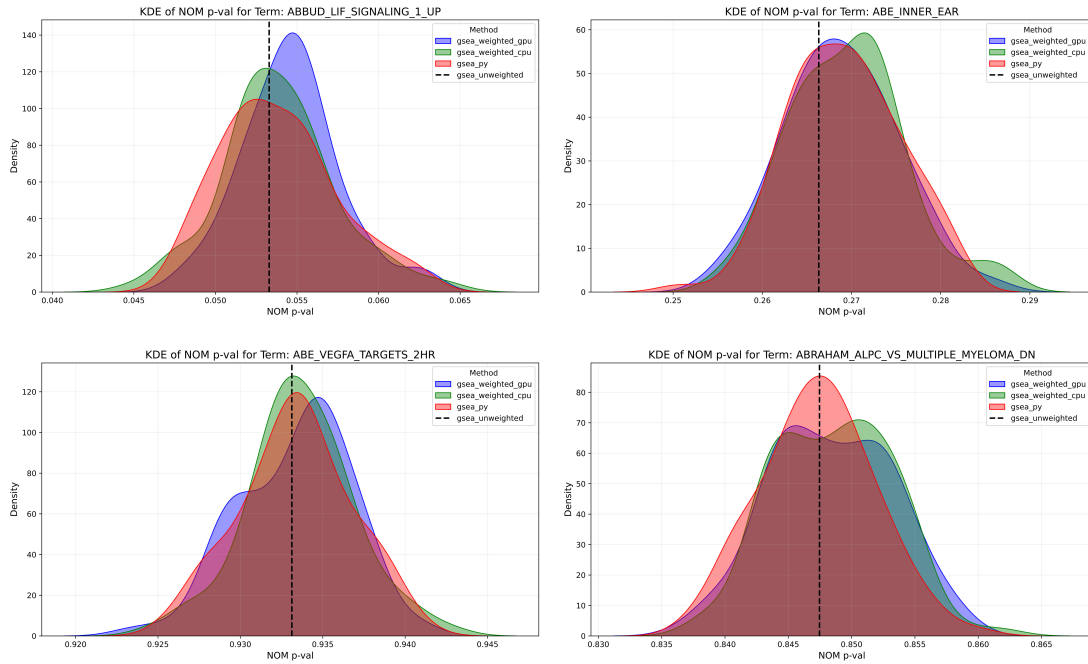 KDE of NOM p-val for Term: ABBUD_LIF_SIGNALING_1_UP
Method
gsea_weighted_gpu
gsea_weighted_cpu
gsea_py
gsea_unweighted
Density
140
120
100
80
60
40
20
0
0.040 0.045 0.050 0.055 0.060 0.065
NOM p-val
KDE of NOM p-val for Term: ABE_INNER_EAR
Method
gsea_weighted_gpu
gsea_weighted_cpu
gsea_py
gsea_unweighted
Density
60
50
40
30
20
10
0
0.25 0.26 0.27 0.28 0.29
NOM p-val
KDE of NOM p-val for Term: ABE_VEGFA_TARGETS_2HR
Method
gsea_weighted_gpu
gsea_weighted_cpu
gsea_py
gsea_unweighted
Density
120
100
80
60
40
20
0
0.920 0.925 0.930 0.935 0.940 0.945
NOM p-val
KDE of NOM p-val for Term: ABRAHAM_ALPC_VS_MULTIPLE_MYELOMA_DN
Method
gsea_weighted_gpu
gsea_weighted_cpu
gsea_py
gsea_unweighted
Density
80
70
60
50
40
30
20
10
0
0.830 0.835 0.840 0.845 0.850 0.855 0.860 0.865
NOM p-val